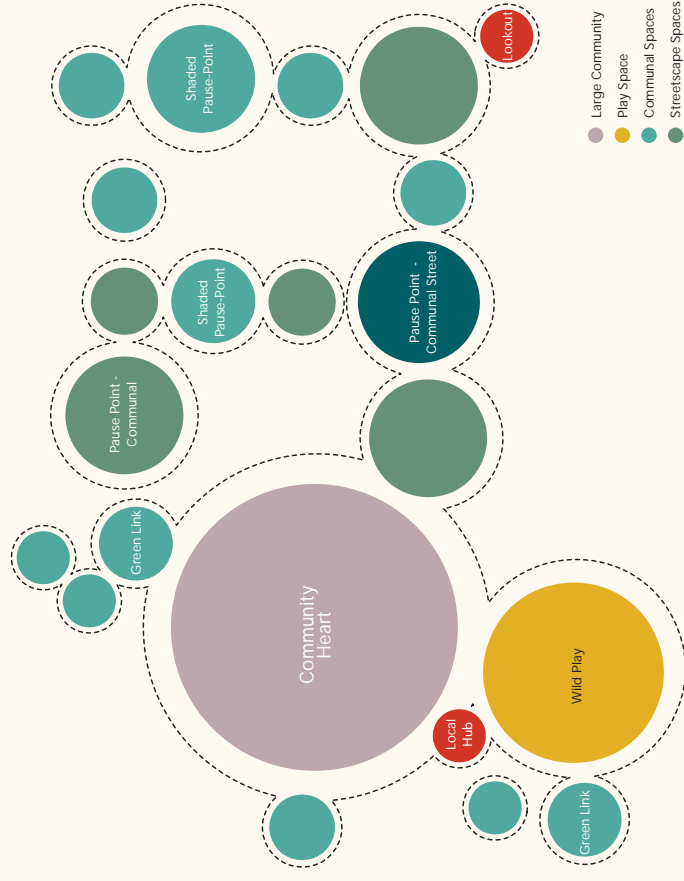 Lookout
Shaded
Pause-Point
Shaded
Pause-Point
Pause Point -
Communal Street
Pause Point -
Communal
Green Link
Community
Heart
Wild Play
Local
Hub
Green Link
Large Community
Play Space
Communal Spaces
Streetscape Spaces